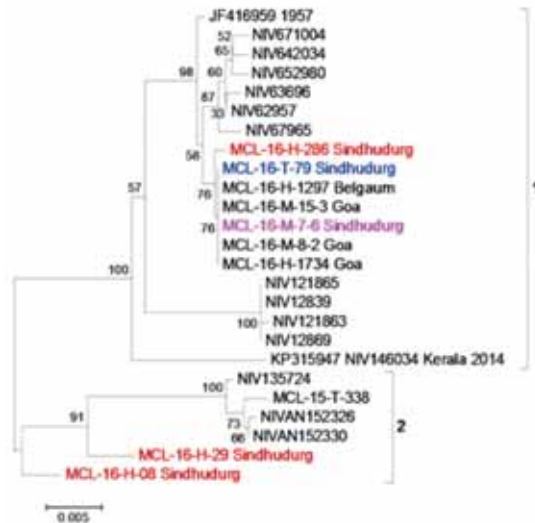 JF416959 1957
52
NIV671004
65
NIV642034
98
60
NIV652980
NIV63696
87
33
NIV62957
NIV67965
58
MCL-16-H-286 Sindhudurg
57
MCL-16-T-79 Sindhudurg
76
MCL-16-H-1297 Belgaum
MCL-16-M-15-3 Goa
76
MCL-16-M-7-6 Sindhudurg
MCL-16-M-8-2 Goa
100
MCL-16-H-1734 Goa
NIV121865
NIV12839
100
NIV121863
NIV12869
KP315947 NIV146034 Kerala 2014
100
NIV135724
MCL-15-T-338
91
73
NIVAN152326
2
66
NIVAN152330
MCL-16-H-29 Sindhudurg
MCL-16-H-08 Sindhudurg
0.005